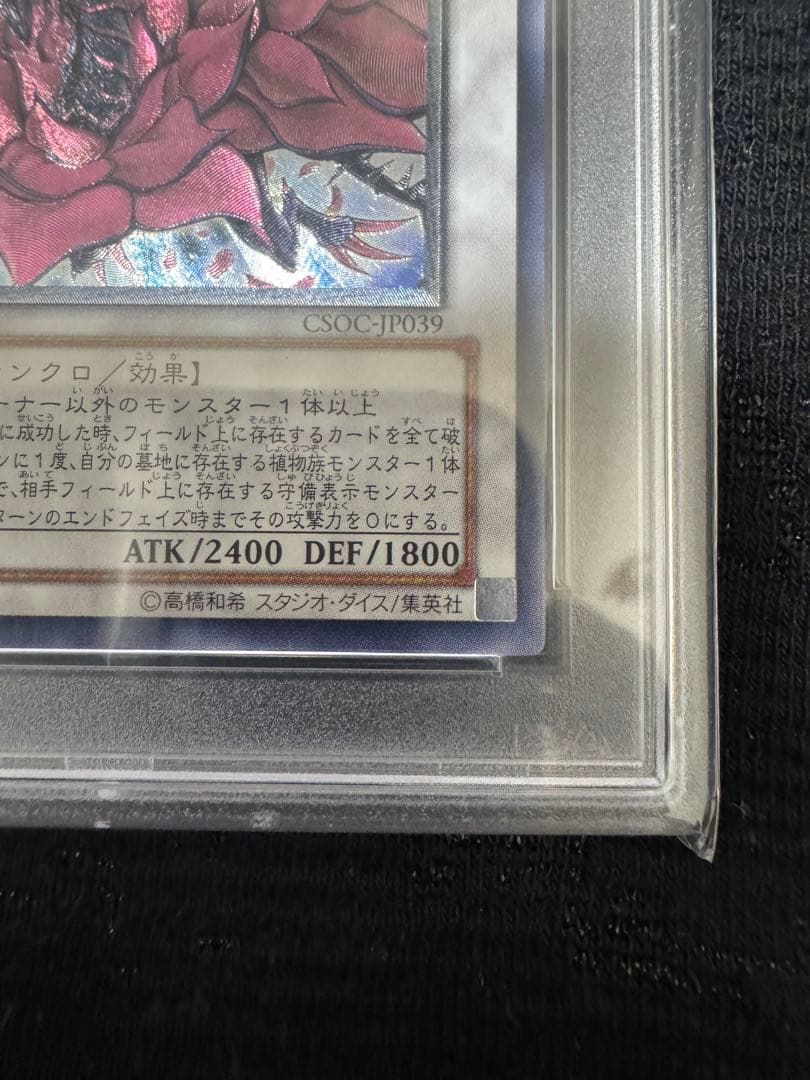 CSOC-JP039
ンクロ／効果】
ーナー以外のモンスター１体以上
に成功した時、フィールド上に存在するカードを全て破
ンに１度、自分の墓地に存在する植物族モンスター１体
で、相手フィールド上に存在する守備表示モンスター
ターンのエンドフェイズ時までその攻撃力を０にする。
ATK/2400 DEF/1800
©高橋和希 スタジオ・ダイス/集英社